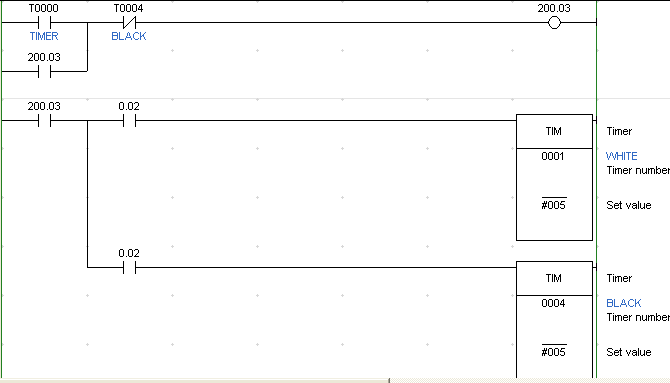 T0000 T0004 200.03
TIMER BLACK
200.03
200.03 0.02
TIM Timer
0001 WHITE
Timer number
#005 Set value
0.02
TIM Timer
0004 BLACK
Timer number
#005 Set value